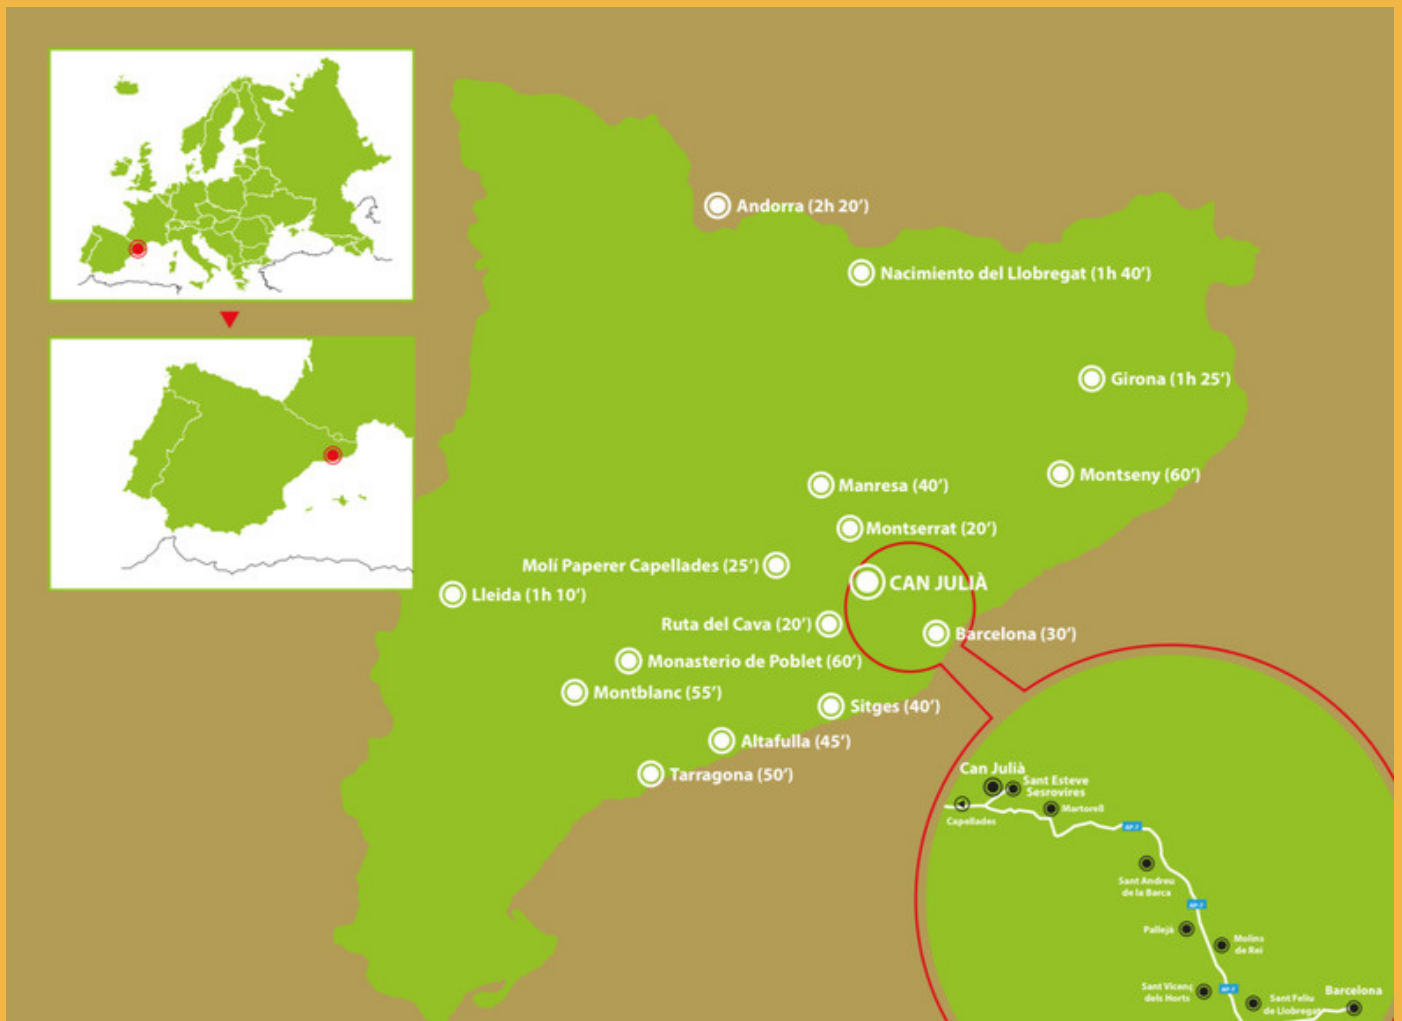 Andorra (2h 20’)
Nacimiento del Llobregat (1h 40’)
Girona (1h 25’)
Montseny (60’)
Manresa (40’)
Montserrat (20’)
Molí Paperer Capellades (25’)
CAN JULIÀ
Lleida (1h 10’)
Ruta del Cava (20’)
Barcelona (30’)
Monasterio de Poblet (60’)
Montblanc (55’)
Sitges (40’)
Altafulla (45’)
Tarragona (50’)
Can Julià
Sant Esteve
Sesrovires
Martorell
Capellades
AP-7
Sant Andreu
de la Barca
AP-7
Pallejà
Molins
de Rei
Sant Vicenç
dels Horts
AP-7
Sant Feliu
de Llobregat
Barcelona